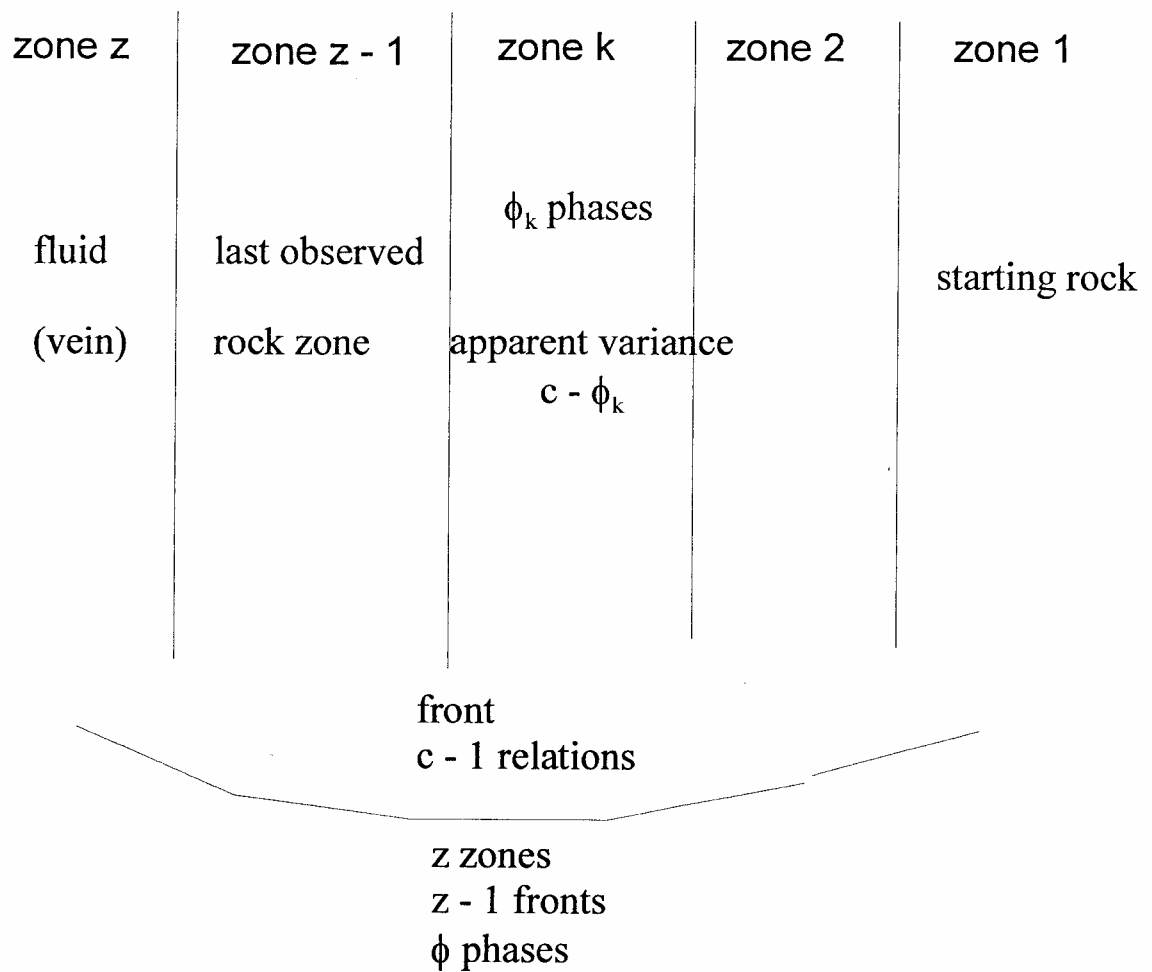 zone z
zone z - 1
zone k
zone 2
zone 1
fluid
(vein)
last observed
rock zone
ϕk phases
apparent variance
c - ϕk
starting rock
front
c - 1 relations
z zones
z - 1 fronts
ϕ phases